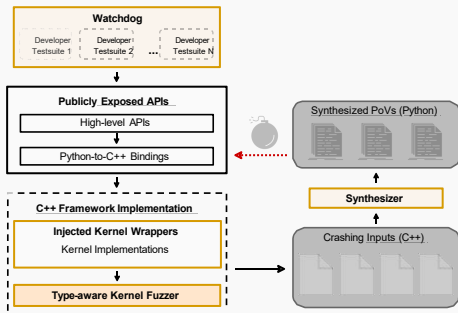 Watchdog
Developer
Testsuite 1
Developer
Testsuite 2
...
Developer
Testsuite N
Publicly Exposed APIs
High-level APIs
Python-to-C++ Bindings
C++ Framework Implementation
Injected Kernel Wrappers
Kernel Implementations
Type-aware Kernel Fuzzer
Synthesized PoVs (Python)
Synthesizer
Crashing Inputs (C++)